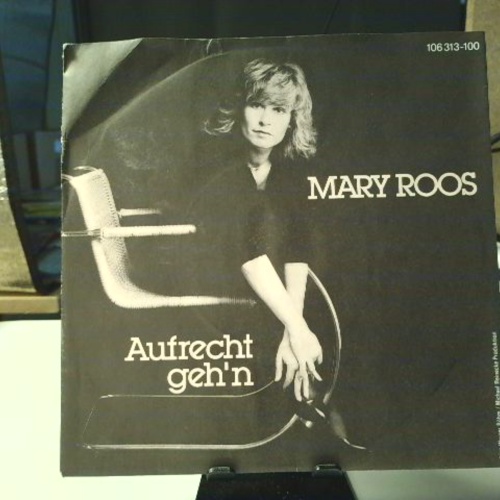 106 313-100
MARY ROOS
Aufrecht
geh'n